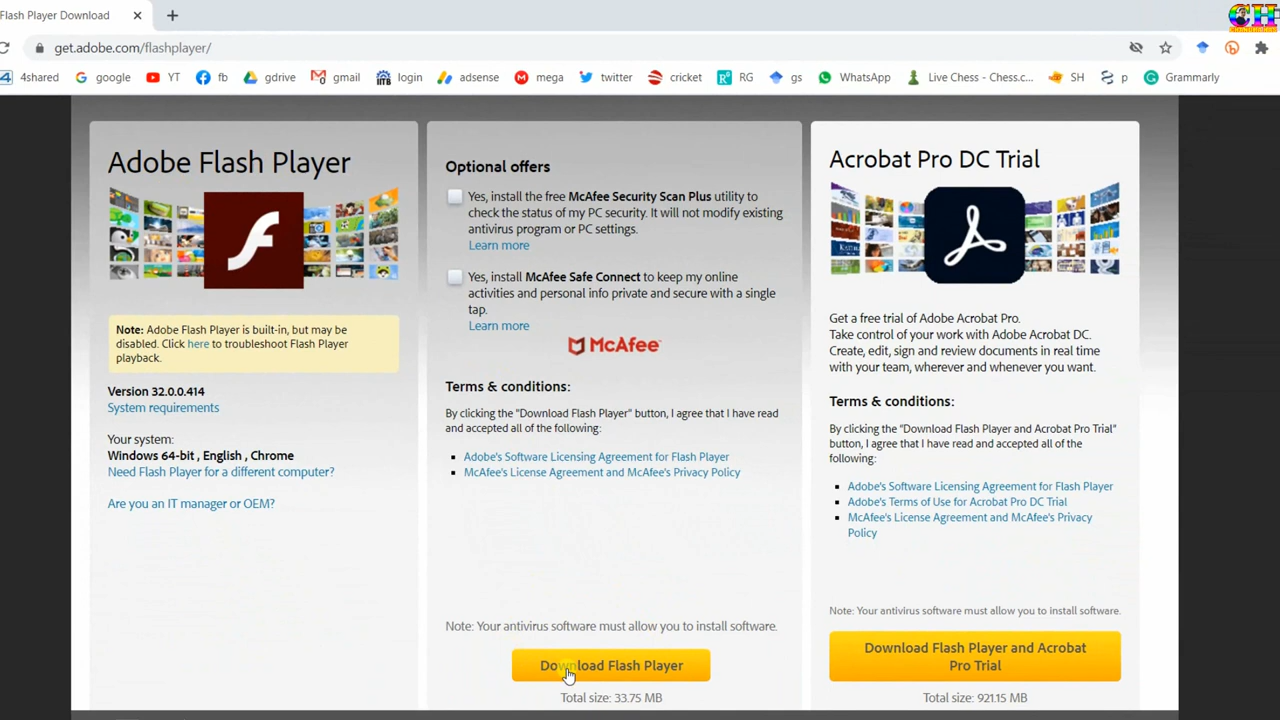 Flash Player Download
CH
get.adobe.com/flashplayer/
4shared
google
YT
fb
gdrive
gmail
login
adsense
mega
twitter
cricket
RG
gs
WhatsApp
Live Chess - Chess.c...
SH
p
Grammarly
Adobe Flash Player
Note: Adobe Flash Player is built-in, but may be
disabled. Click here to troubleshoot Flash Player
playback.
Version 32.0.0.414
System requirements
Your system:
Windows 64-bit , English , Chrome
Need Flash Player for a different computer?
Are you an IT manager or OEM?
Optional offers
Yes, install the free McAfee Security Scan Plus utility to
check the status of my PC security. It will not modify existing
antivirus program or PC settings.
Learn more
Yes, install McAfee Safe Connect to keep my online
activities and personal info private and secure with a single
tap.
Learn more
McAfee
Terms & conditions:
By clicking the "Download Flash Player" button, I agree that I have read
and accepted all of the following:
Adobe's Software Licensing Agreement for Flash Player
McAfee's License Agreement and McAfee's Privacy Policy
Note: Your antivirus software must allow you to install software.
Download Flash Player
Total size: 33.75 MB
Acrobat Pro DC Trial
Get a free trial of Adobe Acrobat Pro.
Take control of your work with Adobe Acrobat DC.
Create, edit, sign and review documents in real time
with your team, wherever and whenever you want.
Terms & conditions:
By clicking the "Download Flash Player and Acrobat Pro Trial"
button, I agree that I have read and accepted all of the
following:
Adobe's Software Licensing Agreement for Flash Player
Adobe's Terms of Use for Acrobat Pro DC Trial
McAfee's License Agreement and McAfee's Privacy
Policy
Note: Your antivirus software must allow you to install software.
Download Flash Player and Acrobat
Pro Trial
Total size: 921.15 MB